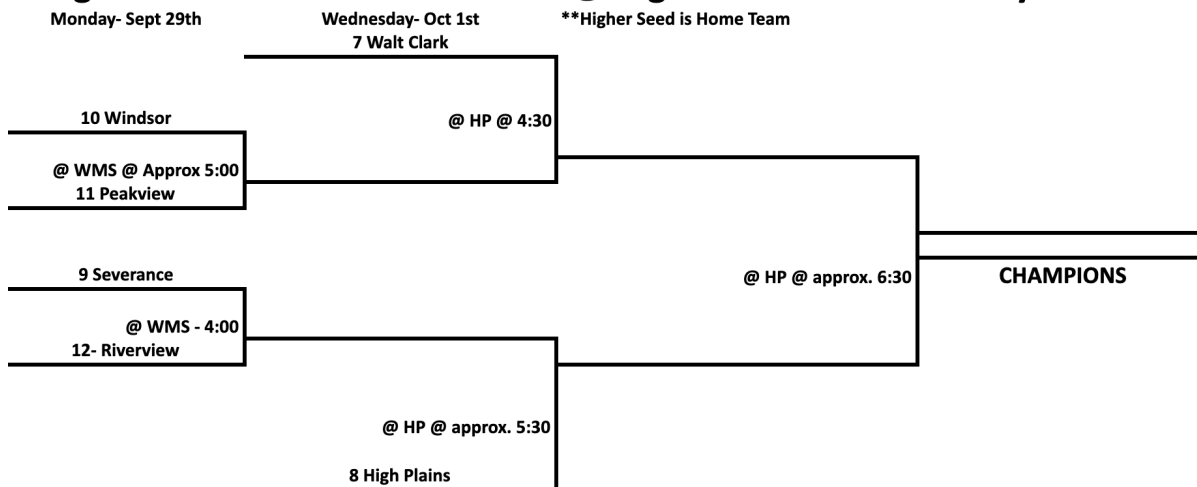 Monday- Sept 29th Wednesday- Oct 1st **Higher Seed is Home Team
7 Walt Clark
10 Windsor
@ HP @ 4:30
@ WMS @ Approx 5:00
11 Peakview
9 Severance
@ HP @ approx. 6:30
CHAMPIONS
@ WMS - 4:00
12- Riverview
@ HP @ approx. 5:30
8 High Plains